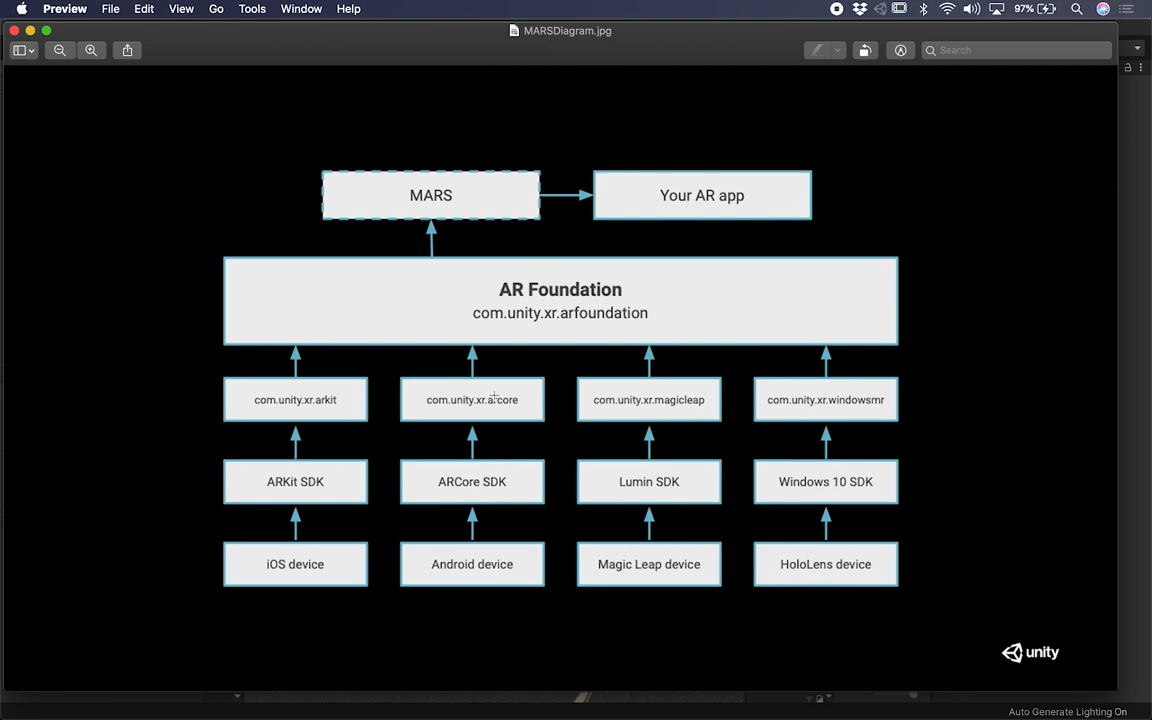 Preview File Edit View Go Tools Window Help 97%
MARSDiagram.jpg
Search
MARS
Your AR app
AR Foundation
com.unity.xr.arfoundation
com.unity.xr.arkit
com.unity.xr.arcore
com.unity.xr.magicleap
com.unity.xr.windowsmr
ARKit SDK
ARCore SDK
Lumin SDK
Windows 10 SDK
iOS device
Android device
Magic Leap device
HoloLens device
unity
Auto Generate Lighting On